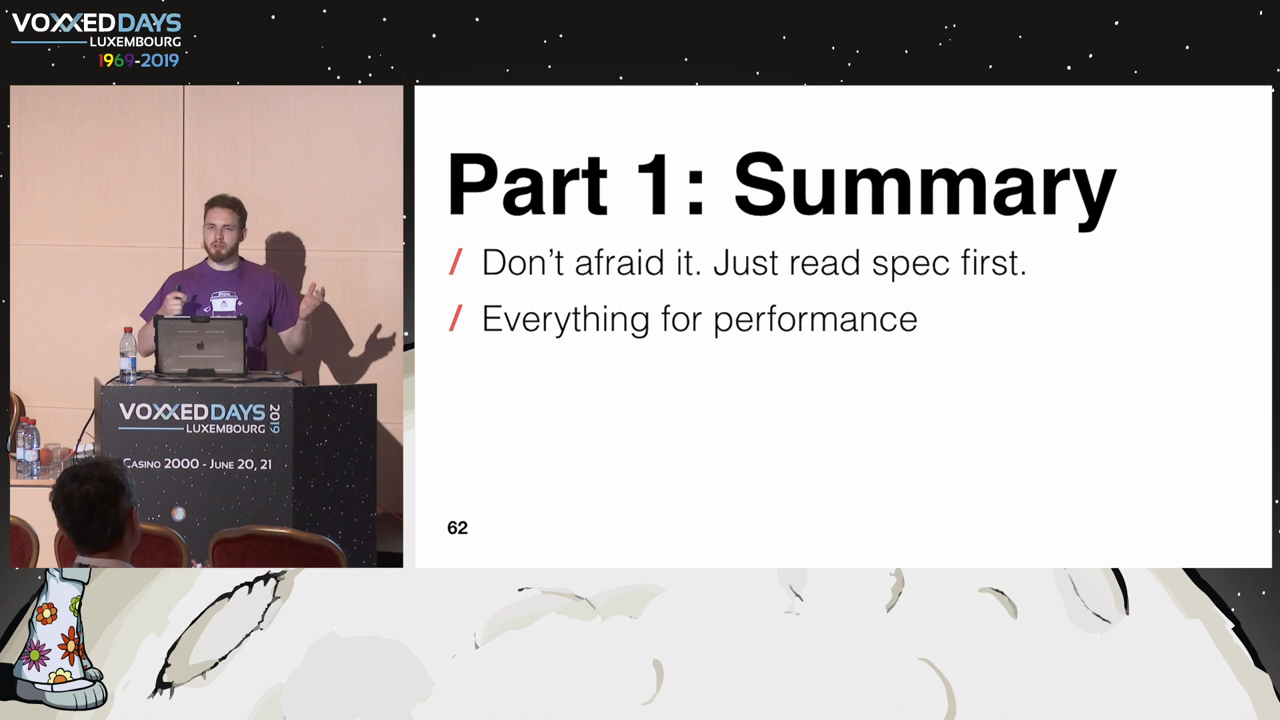 VOXXEDDAYS
LUXEMBOURG
1969-2019
Part 1: Summary
/ Don't afraid it. Just read spec first.
/ Everything for performance
62
VOXXEDDAYS 2019
LUXEMBOURG
CASINO 2000 - JUNE 20, 21